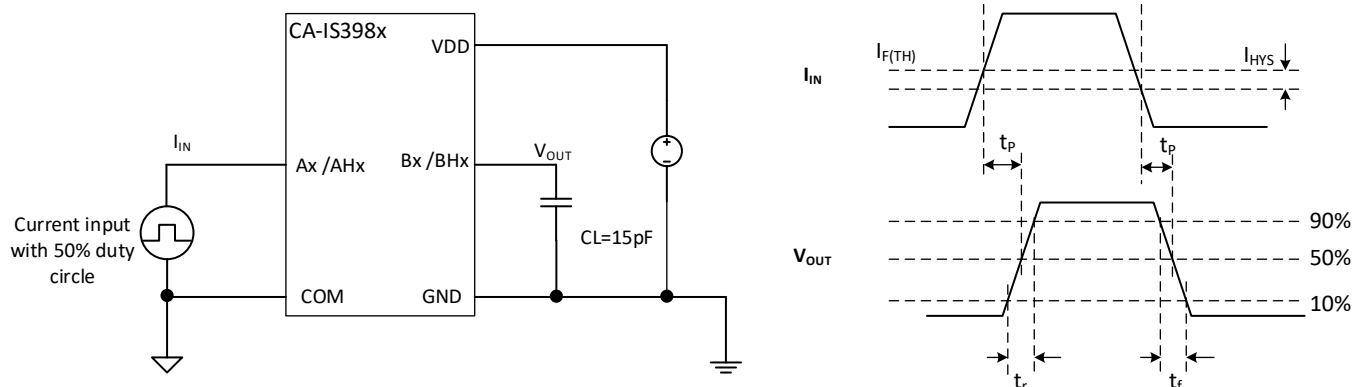 CA-IS398x
VDD
I_IN
Ax /AHx
Bx /BHx
V_OUT
+
−
Current input
with 50% duty
circle
CL=15pF
COM
GND
I_F(TH)
I_HYS
I_IN
t_P
t_P
90%
V_OUT
50%
10%
t_r
t_f